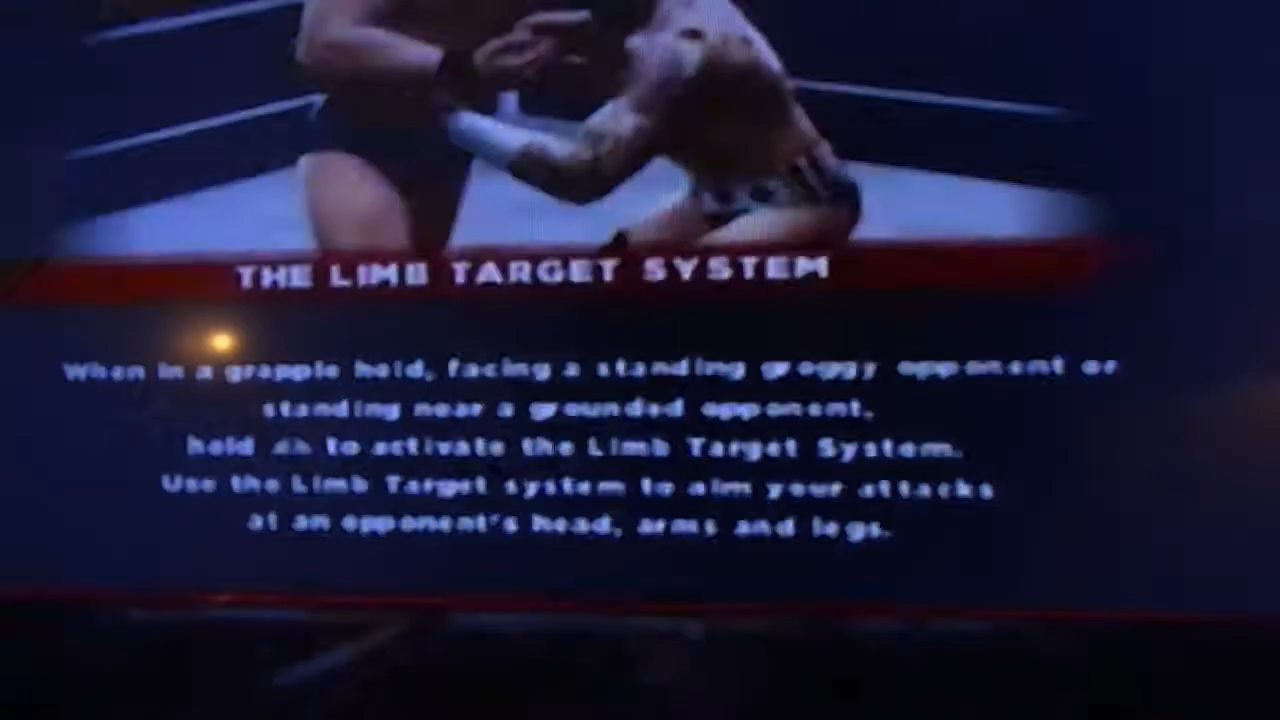 THE LIMB TARGET SYSTEM
When in a grapple hold, facing a standing groggy opponent or
standing near a grounded opponent,
hold to activate the Limb Target System.
Use the Limb Target system to aim your attacks
at an opponent's head, arms and legs.